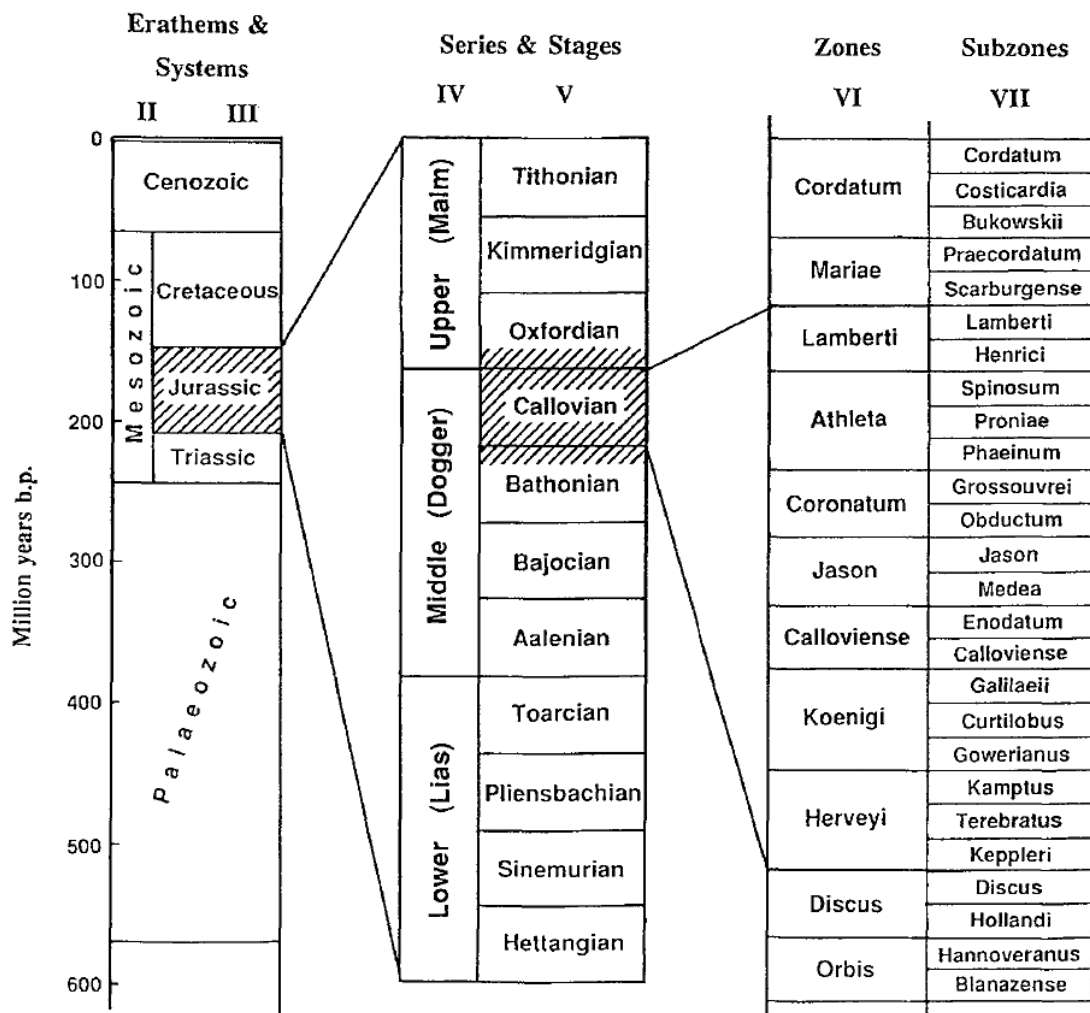 Erathems &
Systems
II III
Series & Stages
IV V
Zones
VI
Subzones
VII
Million years b.p.
0
100
200
300
400
500
600
Cenozoic
Mesozoic
Cretaceous
Jurassic
Triassic
Palaeozoic
Upper (Malm)
Middle (Dogger)
Lower (Lias)
Tithonian
Kimmeridgian
Oxfordian
Callovian
Bathonian
Bajocian
Aalenian
Toarcian
Pliensbachian
Sinemurian
Hettangian
Cordatum
Mariae
Lamberti
Athleta
Coronatum
Jason
Calloviense
Koenigi
Herveyi
Discus
Orbis
Cordatum
Costicardia
Bukowskii
Praecordatum
Scarburgense
Lamberti
Henrici
Spinosum
Proniae
Phaeinum
Grossouvrei
Obductum
Jason
Medea
Enodatum
Calloviense
Galilaeii
Curtilobus
Gowerianus
Kamptus
Terebratus
Keppleri
Discus
Hollandi
Hannoveranus
Blanazense